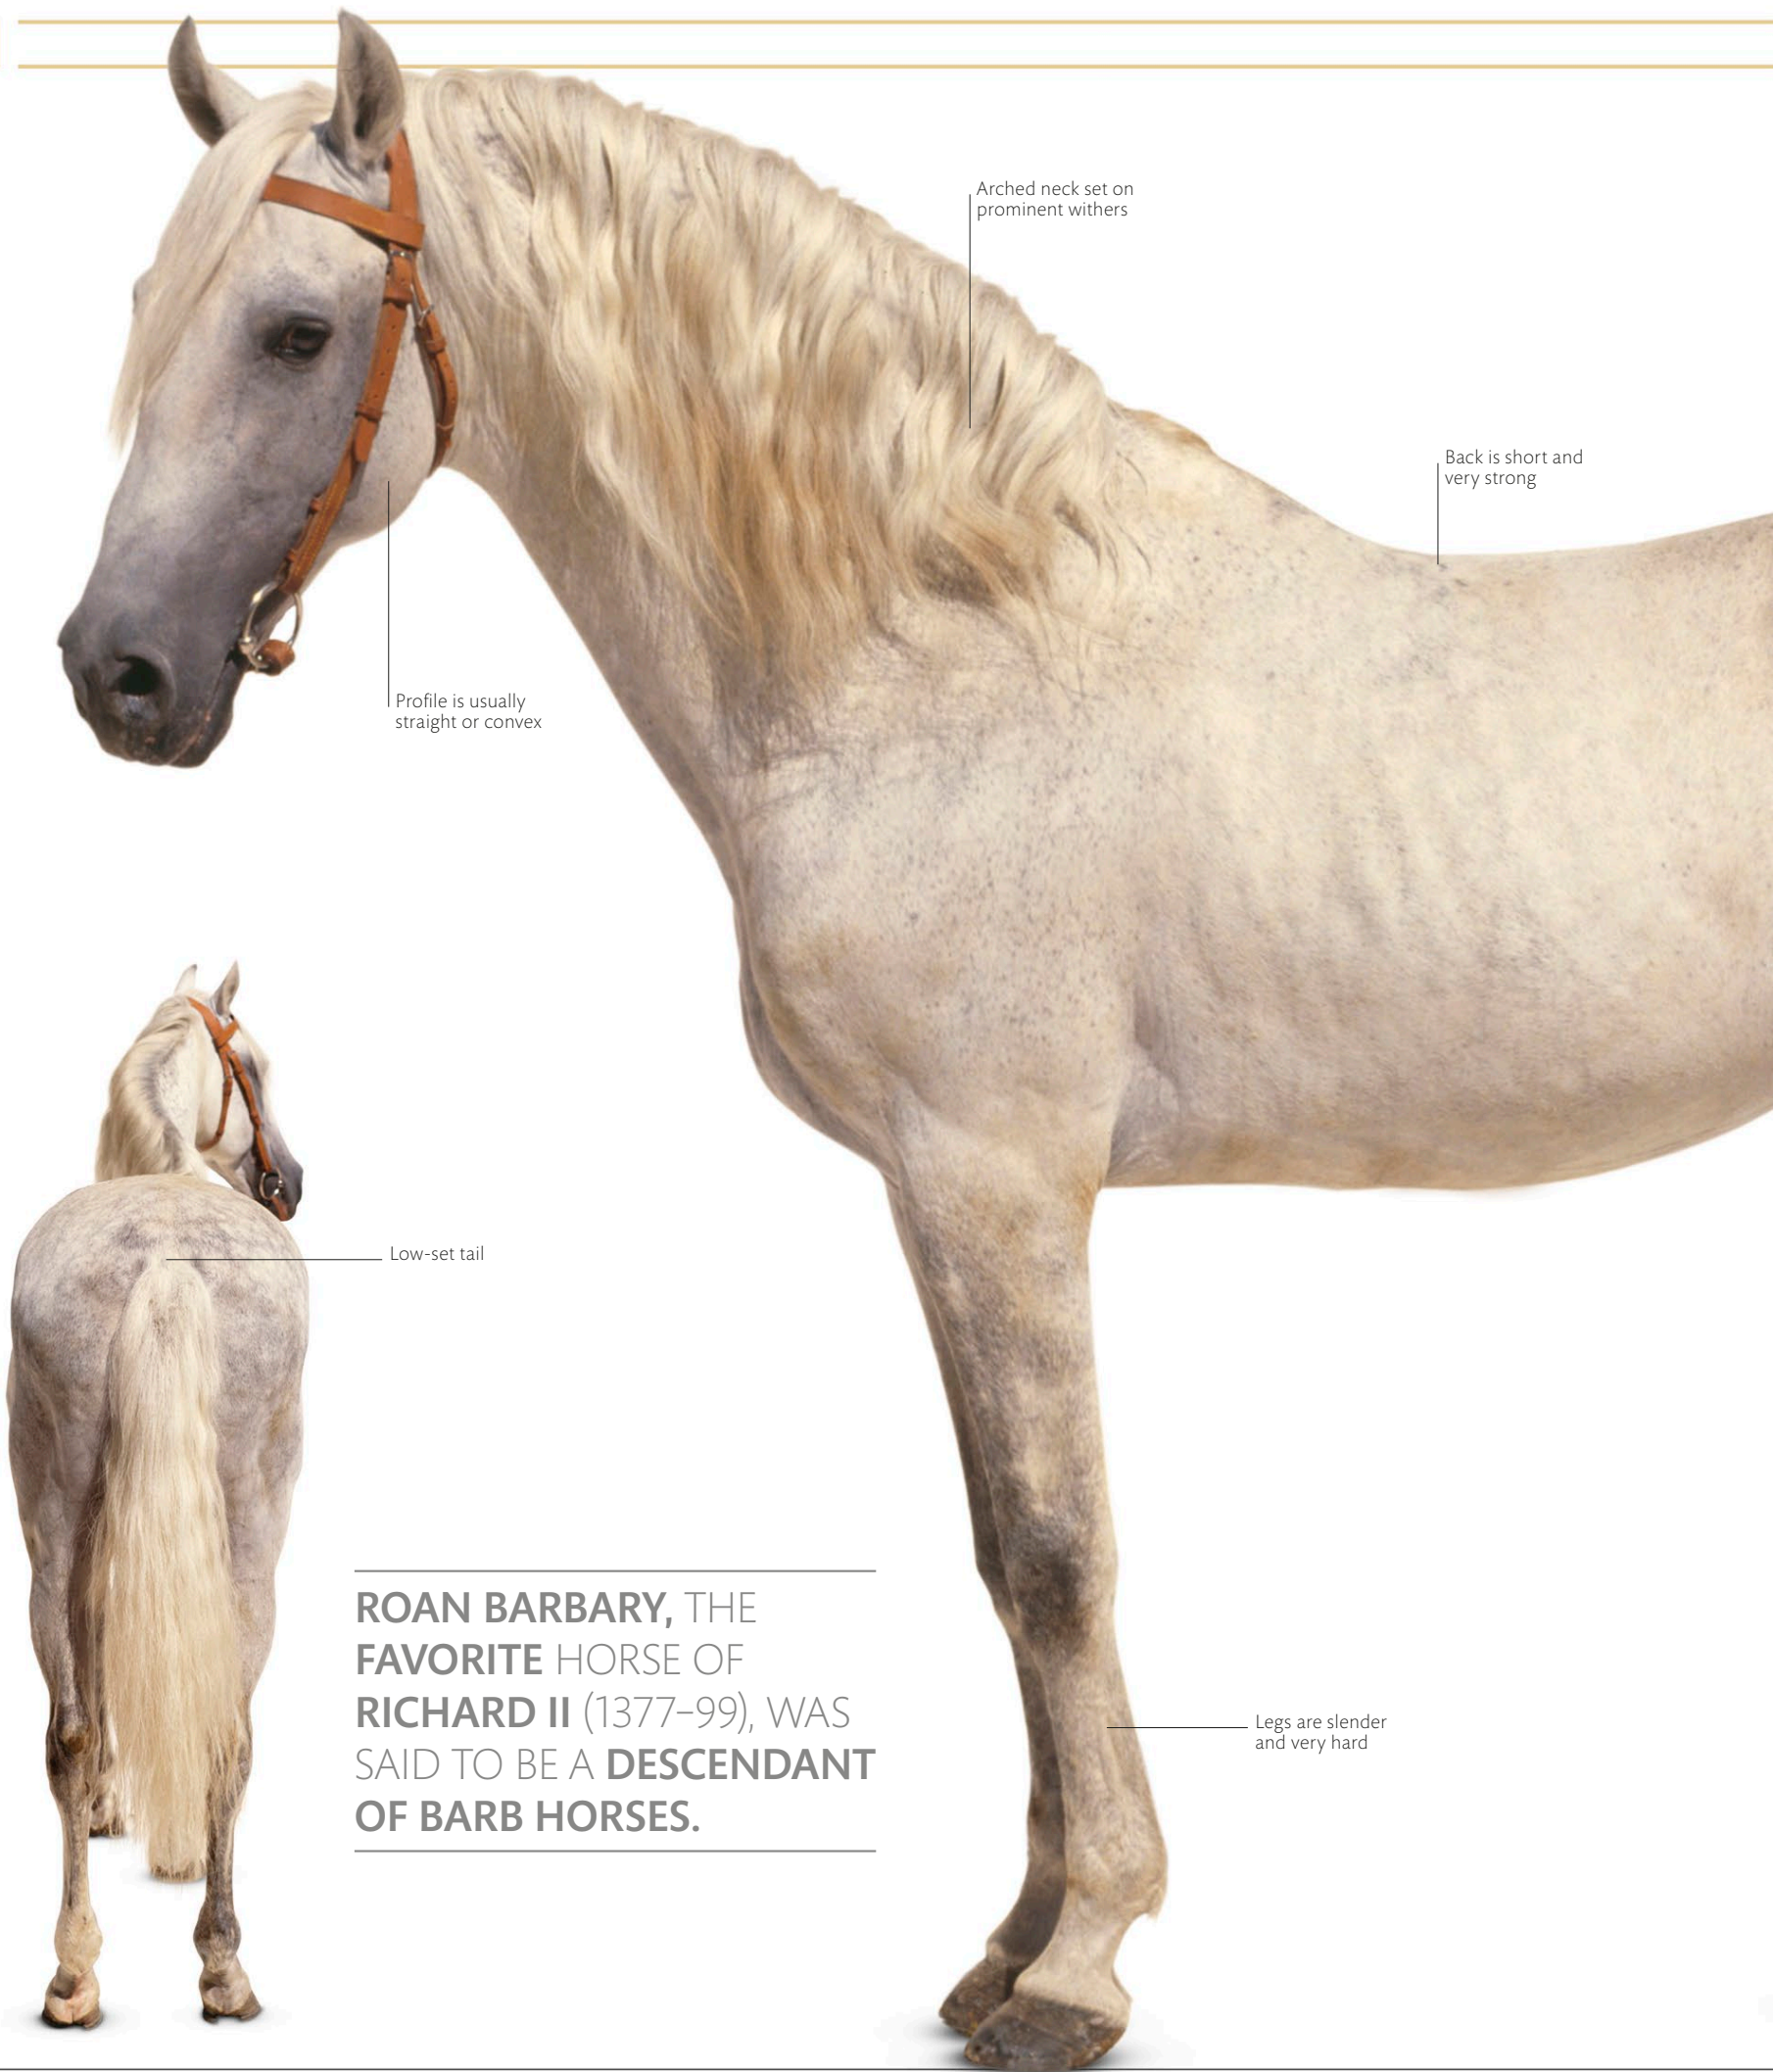 Arched neck set on
prominent withers
Back is short and
very strong
Profile is usually
straight or convex
Low-set tail
ROAN BARBARY, THE
FAVORITE HORSE OF
RICHARD II (1377–99), WAS
SAID TO BE A DESCENDANT
OF BARB HORSES.
Legs are slender
and very hard